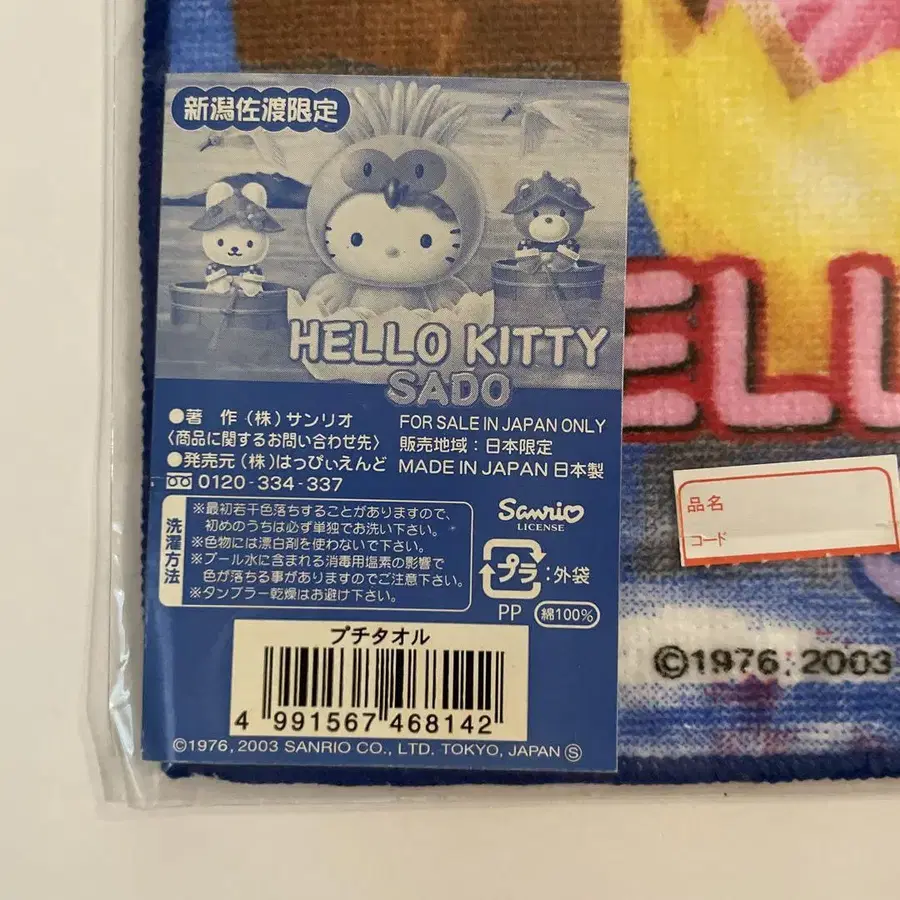 新潟佐渡限定
HELLO KITTY
SADO
●著 作(株)サンリオ
〈商品に関するお問い合わせ先〉
●発売元(株)はっぴぃえんど
0120-334-337
FOR SALE IN JAPAN ONLY
販売地域:日本限定
MADE IN JAPAN 日本製
洗濯方法
※最初若干色落ちすることがありますので、
初めのうちは必ず単独でお洗い下さい。
※色物には漂白剤を使わないで下さい。
※プール水に含まれる消毒用塩素の影響で
色が落ちる事がありますのでご注意下さい。
※タンブラー乾燥はお避け下さい。
Sanrio
LICENSE
プラ:外袋
PP 綿100%
プチタオル
4 991567 468142
©1976, 2003 SANRIO CO., LTD. TOKYO, JAPAN Ⓢ
ELL
品名
コード
©1976, 2003